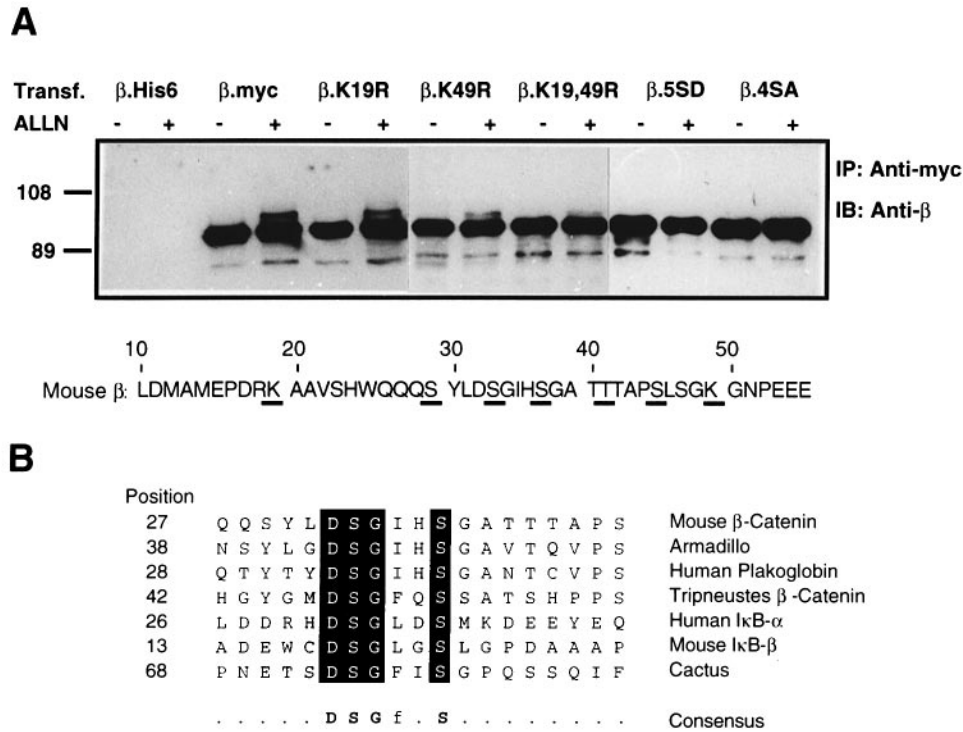 A
Transf. β.His6 β.myc β.K19R β.K49R β.K19,49R β.5SD β.4SA
ALLN - + - + - + - + - + - + - +
IP: Anti-myc
108
IB: Anti-β
89
10 20 30 40 50
Mouse β: LDMAMEPDRK AAVSHWQQQS YLDSGIHSGA TTTAPSLSGK GNPEEE
B
Position
27 Q Q S Y L D S G I H S G A T T T A P S Mouse β-Catenin
38 N S Y L G D S G I H S G A V T Q V P S Armadillo
28 Q T Y T Y D S G I H S G A N T C V P S Human Plakoglobin
42 H G Y G M D S G F Q S S A T S H P P S Tripneustes β -Catenin
26 L D D R H D S G L D S M K D E E Y E Q Human IκB-α
13 A D E W C D S G L G S L G P D A A A P Mouse IκB-β
68 P N E T S D S G F I S G P Q S S Q I F Cactus
. . . . . D S G f . S . . . . . . . . Consensus